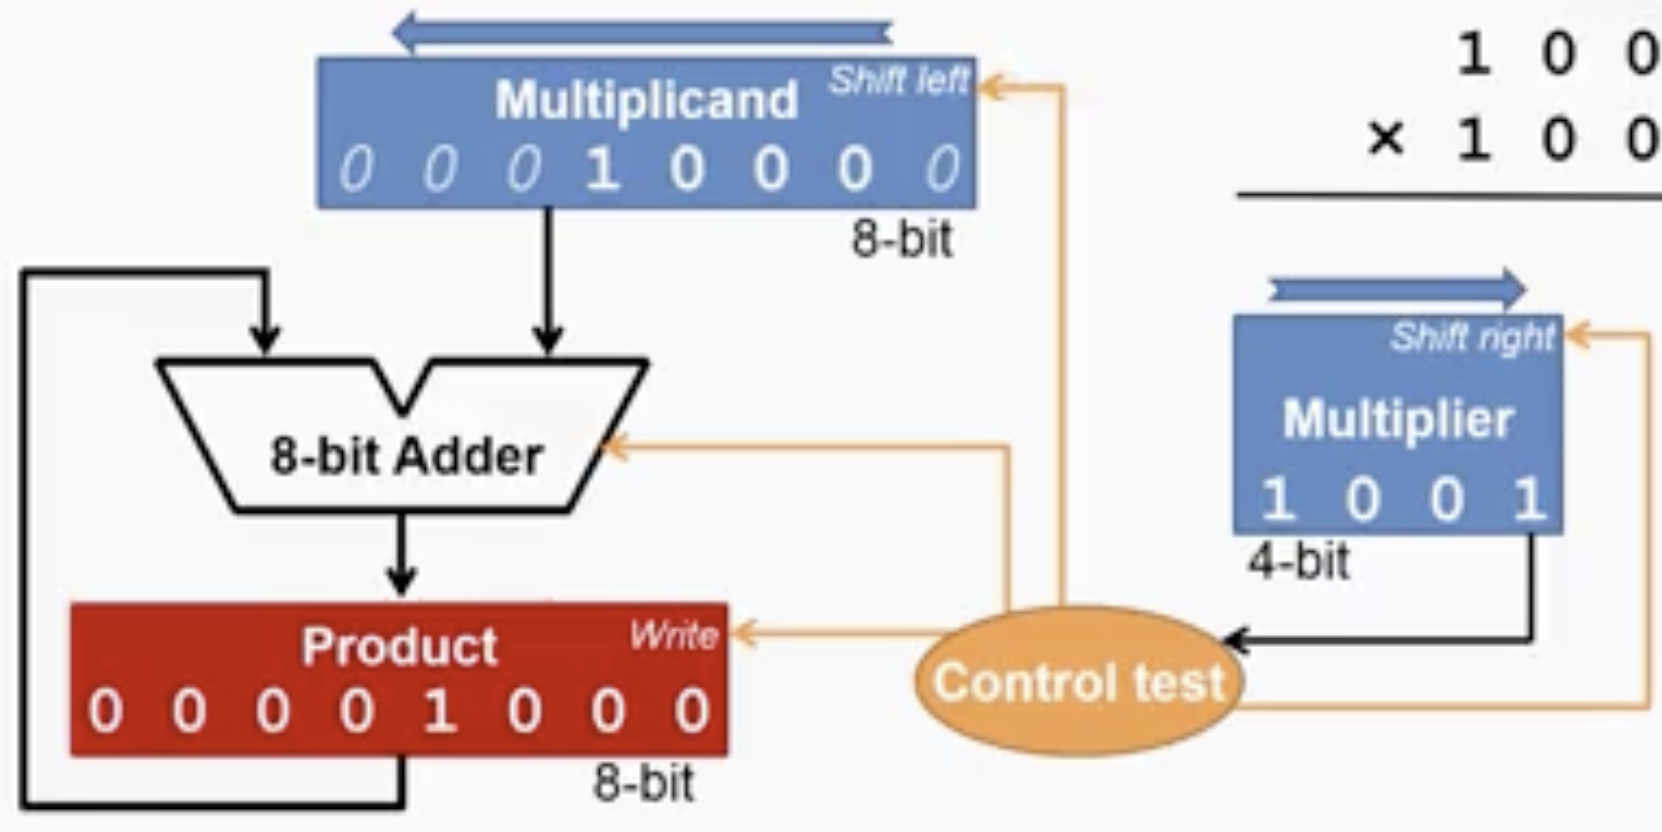 Shift left
Multiplicand
0 0 0 1 0 0 0 0
8-bit
1 0 0
× 1 0 0
Shift right
Multiplier
1 0 0 1
4-bit
8-bit Adder
Write
Product
0 0 0 0 1 0 0 0
8-bit
Control test